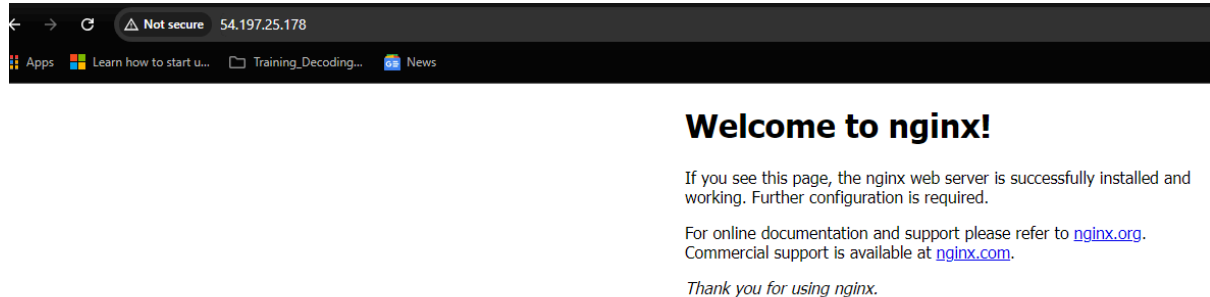 Not secure 54.197.25.178
Apps Learn how to start u... Training_Decoding... News
Welcome to nginx!
If you see this page, the nginx web server is successfully installed and
working. Further configuration is required.
For online documentation and support please refer to nginx.org.
Commercial support is available at nginx.com.
Thank you for using nginx.